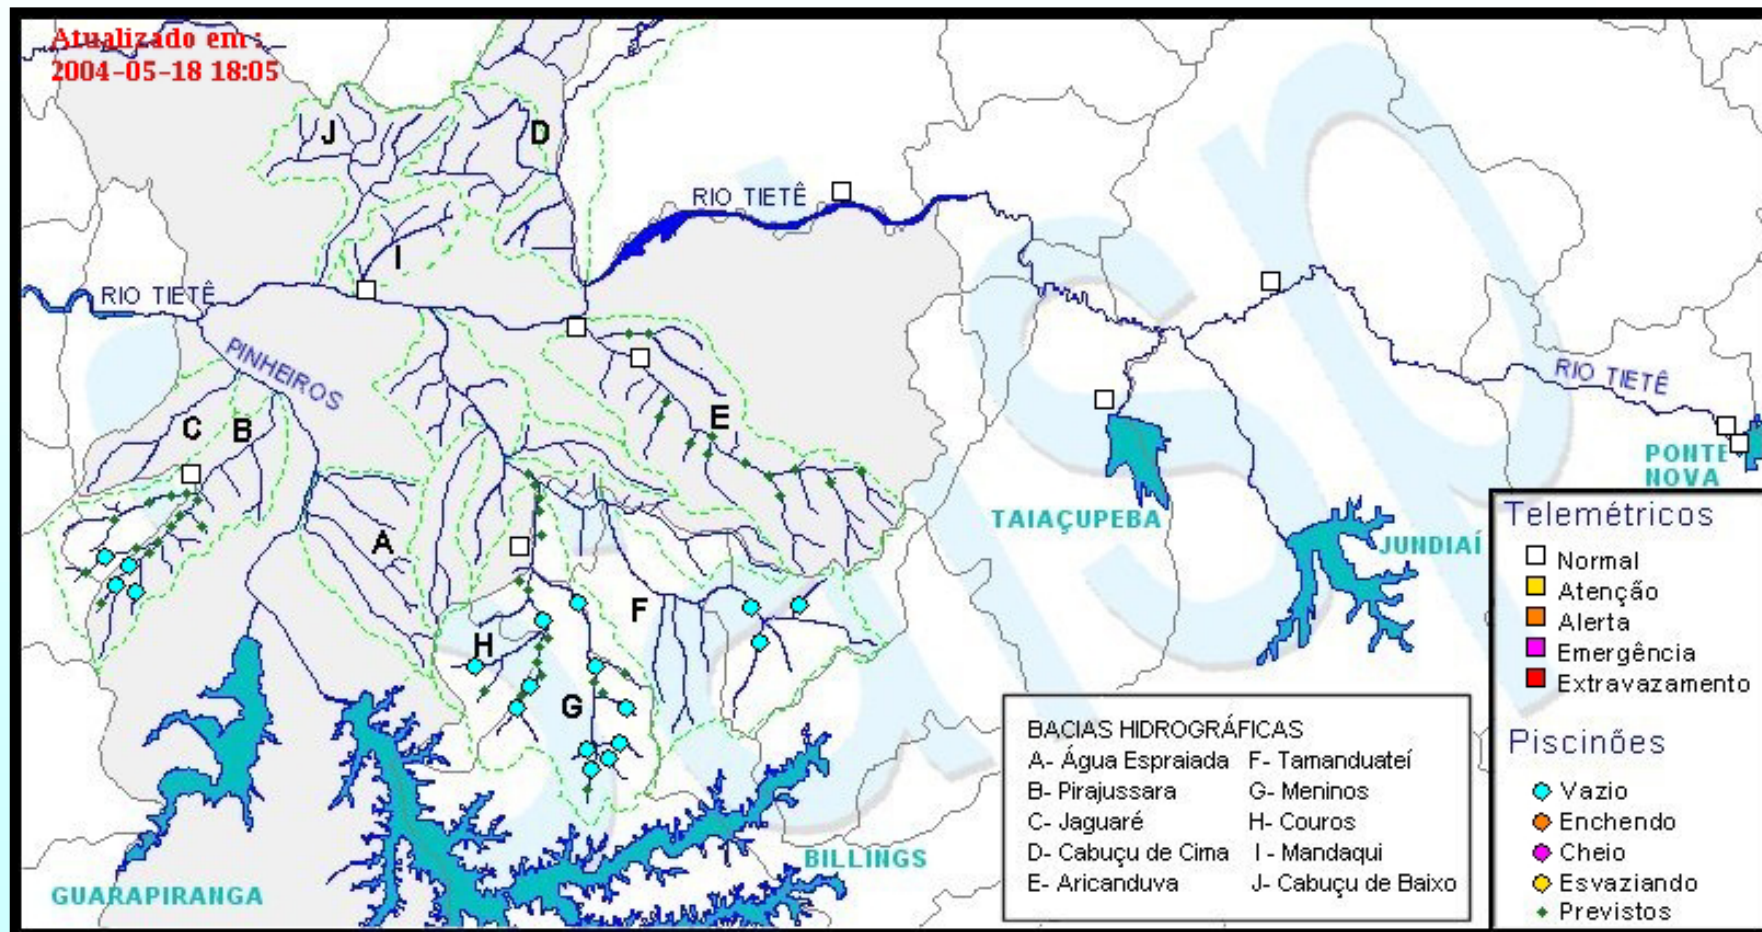 Atualizado em :
2004-05-18 18:05
J
D
RIO TIETÊ
I
RIO TIETÊ
PINHEIROS
RIO TIETÊ
C
B
E
PONTE
NOVA
TAIAÇUPEBA
JUNDIAÍ
A
F
H
G
BILLINGS
GUARAPIRANGA
BACIAS HIDROGRÁFICAS
A- Água Espraiada F- Tamanduateí
B- Pirajussara G- Meninos
C- Jaguaré H- Couros
D- Cabuçu de Cima I - Mandaqui
E- Aricanduva J- Cabuçu de Baixo
Telemétricos
Normal
Atenção
Alerta
Emergência
Extravazamento
Piscinões
Vazio
Enchendo
Cheio
Esvaziando
Previstos